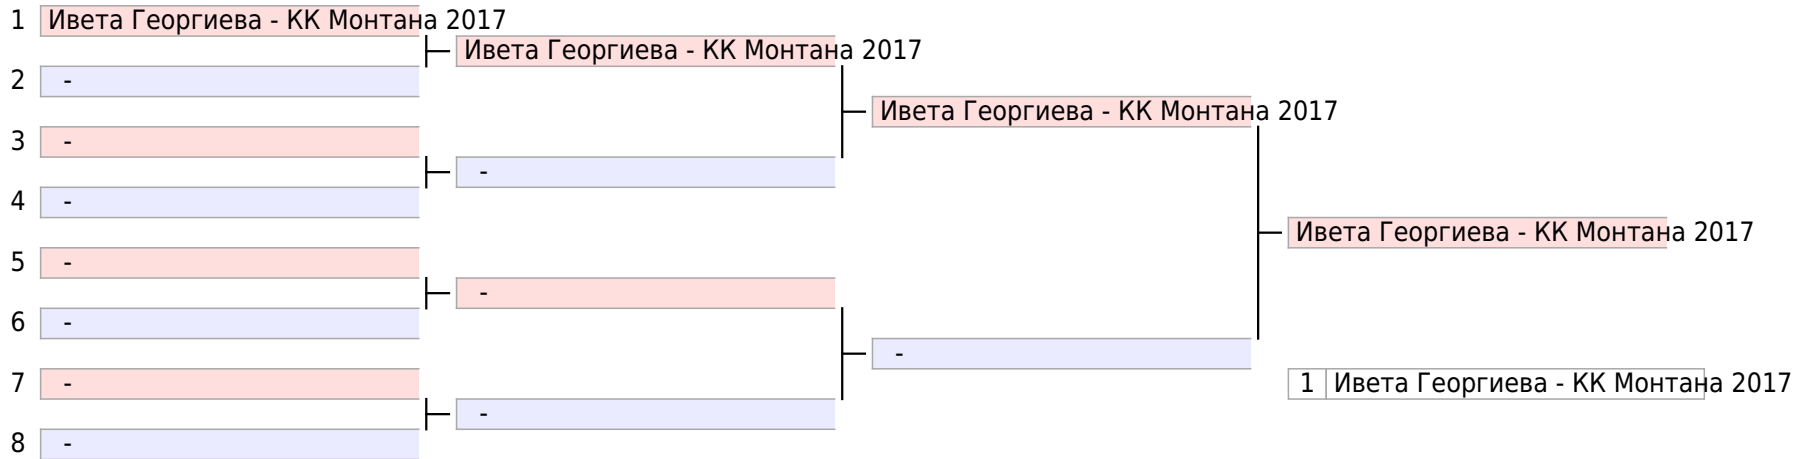 1 Ивета Георгиева - КК Монтана 2017
Ивета Георгиева - КК Монтана 2017
2 -
Ивета Георгиева - КК Монтана 2017
3 -
-
4 -
Ивета Георгиева - КК Монтана 2017
5 -
-
6 -
-
7 -
1 Ивета Георгиева - КК Монтана 2017
-
8 -